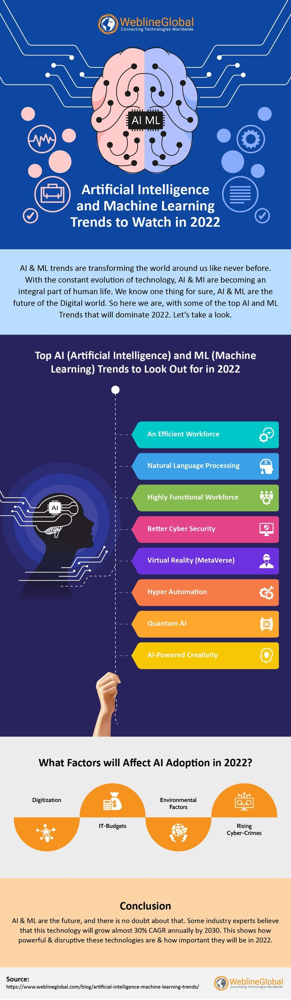 WeblineGlobal
Connecting Technologies Worldwide
AI ML
Artificial Intelligence
and Machine Learning
Trends to Watch in 2022
AI & ML trends are transforming the world around us like never before.
With the constant evolution of technology, AI & MI are becoming an
integral part of human life. We know one thing for sure, AI & ML are the
future of the Digital world. So here we are, with some of the top AI and ML
Trends that will dominate 2022. Let's take a look.
Top AI (Artificial Intelligence) and ML (Machine
Learning) Trends to Look Out for in 2022
An Efficient Workforce
Natural Language Processing
Highly Functional Workforce
AI
Better Cyber Security
Virtual Reality (MetaVerse)
Hyper Automation
Quantum AI
AI-Powered Creativity
What Factors will Affect AI Adoption in 2022?
Digitization
IT-Budgets
Environmental
Factors
Rising
Cyber-Crimes
Conclusion
AI & ML are the future, and there is no doubt about that. Some industry experts believe
that this technology will grow almost 30% CAGR annually by 2030. This shows how
powerful & disruptive these technologies are & how important they will be in 2022.
Source:
https://www.weblineglobal.com/blog/artificial-intelligence-machine-learning-trends/
WeblineGlobal
Connecting Technologies Worldwide